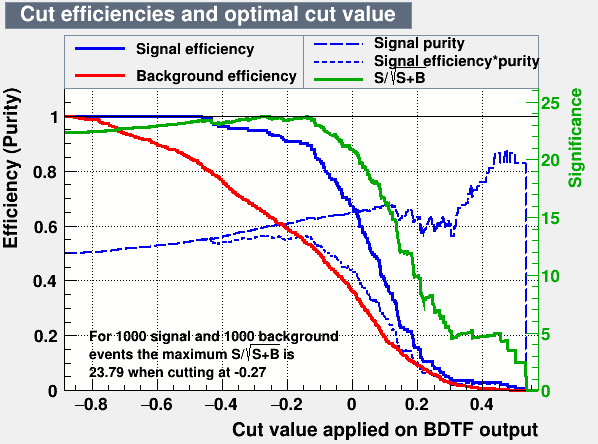 Cut efficiencies and optimal cut value
Signal efficiency
Background efficiency
Signal purity
Signal efficiency*purity
S/√S+B
Efficiency (Purity)
1
0.8
0.6
0.4
0.2
0
25
20
15
10
5
0
Significance
For 1000 signal and 1000 background
events the maximum S/√S+B is
23.79 when cutting at -0.27
−0.8 −0.6 −0.4 −0.2 0 0.2 0.4
Cut value applied on BDTF output